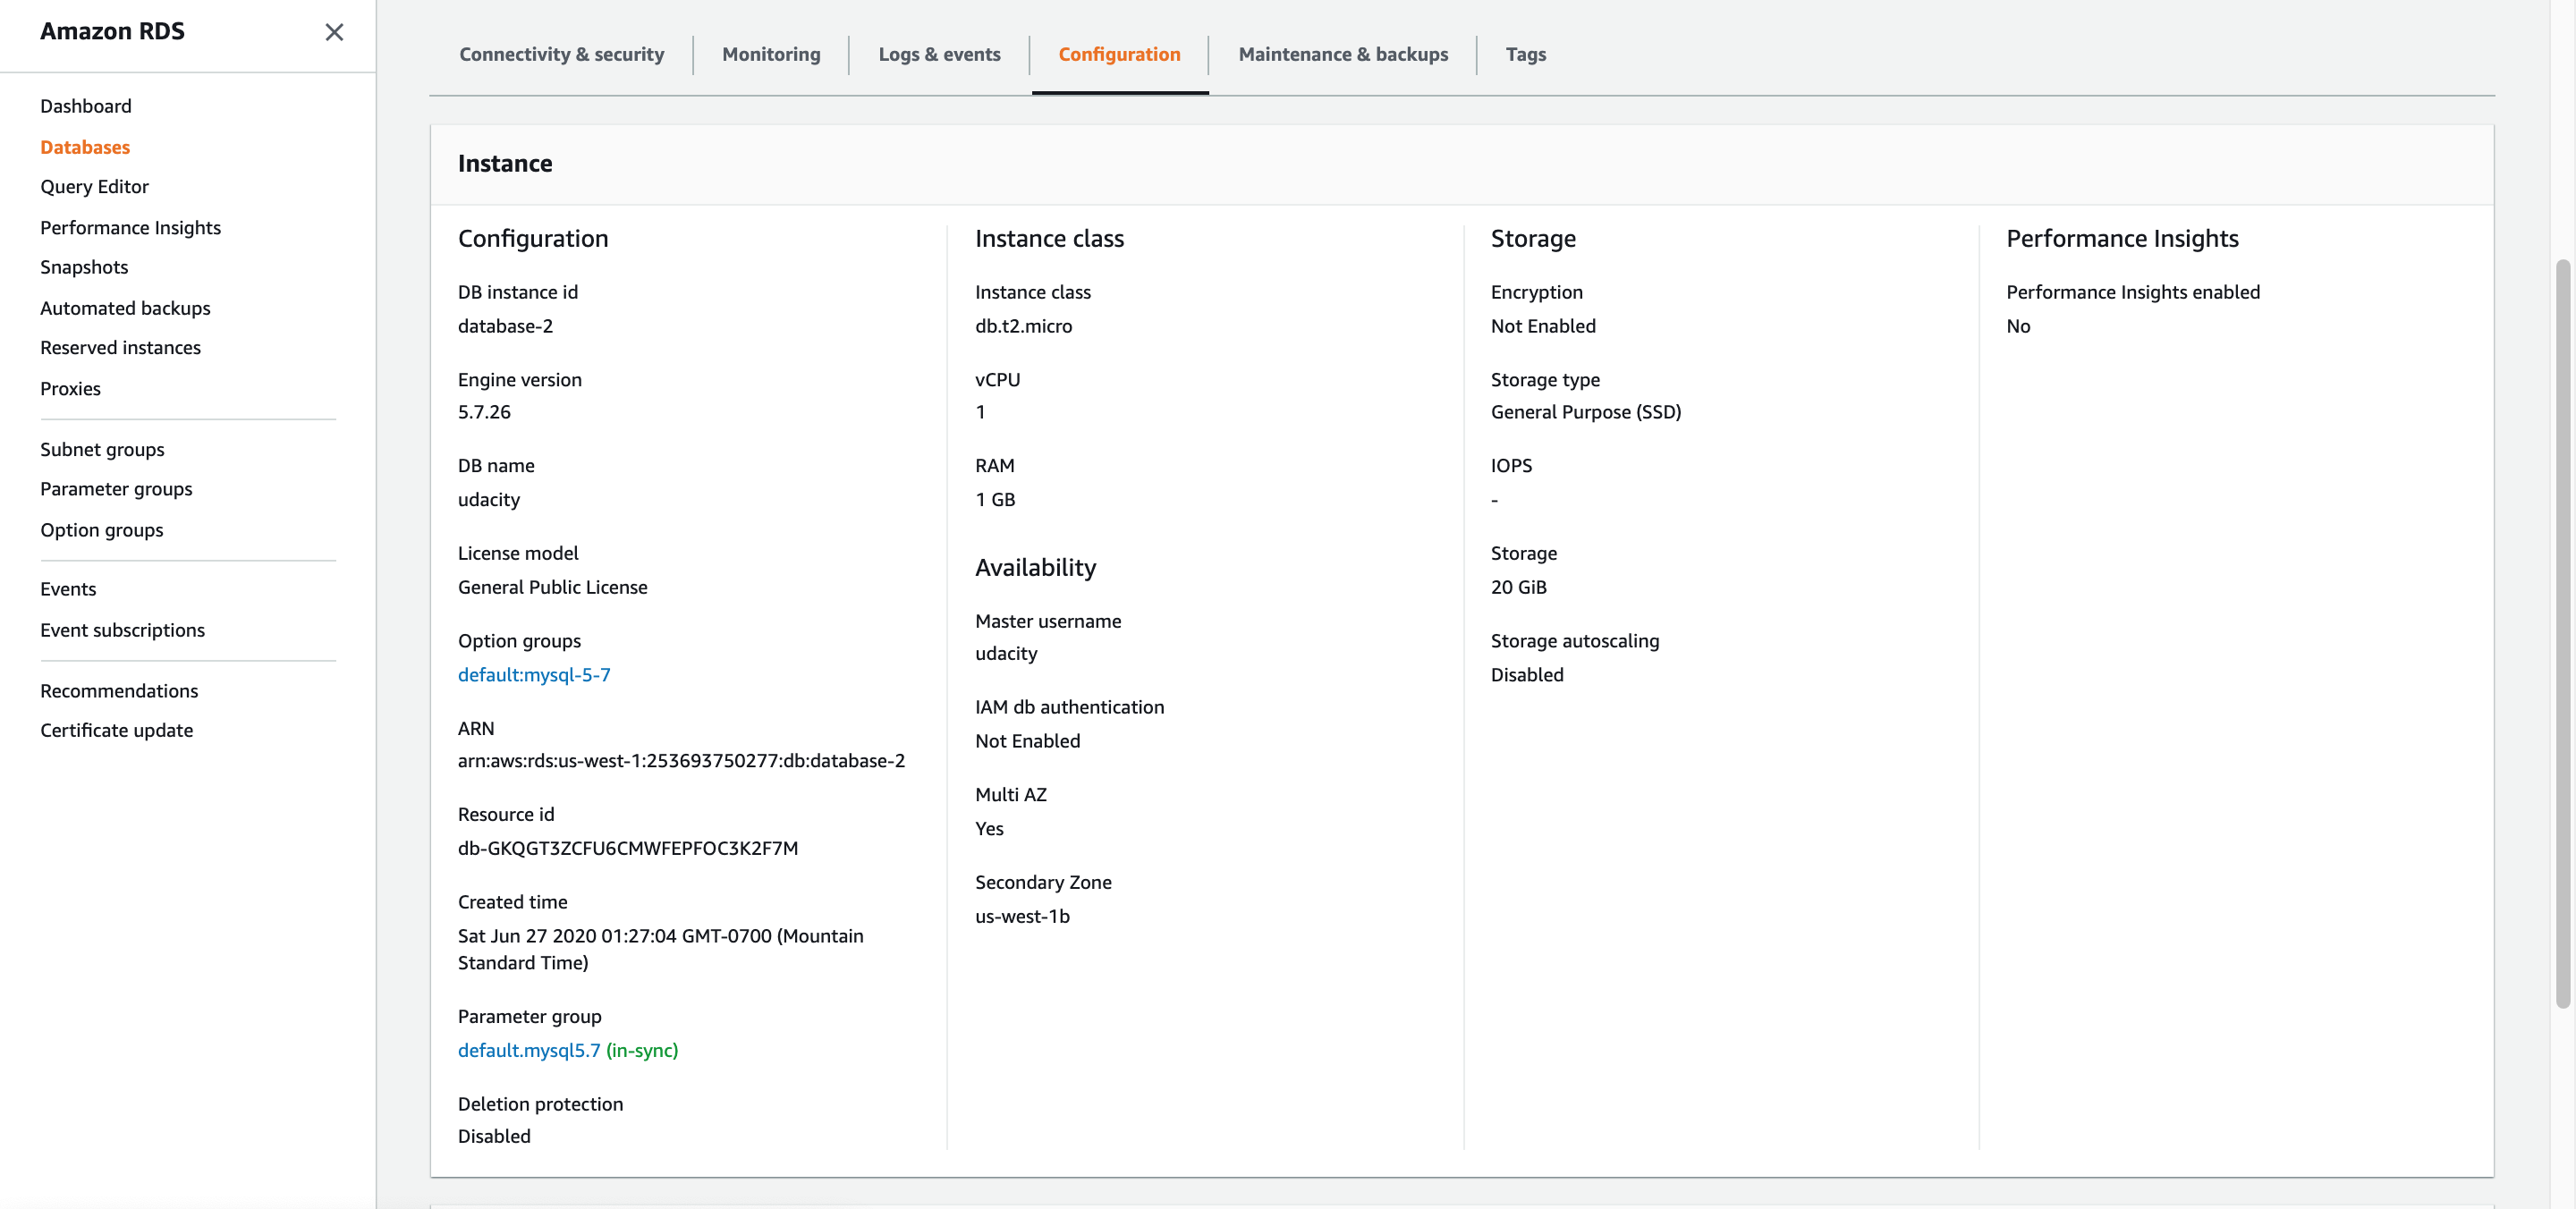 Amazon RDS
Dashboard
Databases
Query Editor
Performance Insights
Snapshots
Automated backups
Reserved instances
Proxies
Subnet groups
Parameter groups
Option groups
Events
Event subscriptions
Recommendations
Certificate update
Connectivity & security
Monitoring
Logs & events
Configuration
Maintenance & backups
Tags
Instance
Configuration
DB instance id
database-2
Engine version
5.7.26
DB name
udacity
License model
General Public License
Option groups
default:mysql-5-7
ARN
arn:aws:rds:us-west-1:253693750277:db:database-2
Resource id
db-GKQGT3ZCFU6CMWFEPFOC3K2F7M
Created time
Sat Jun 27 2020 01:27:04 GMT-0700 (Mountain
Standard Time)
Parameter group
default.mysql5.7 (in-sync)
Deletion protection
Disabled
Instance class
Instance class
db.t2.micro
vCPU
1
RAM
1 GB
Availability
Master username
udacity
IAM db authentication
Not Enabled
Multi AZ
Yes
Secondary Zone
us-west-1b
Storage
Encryption
Not Enabled
Storage type
General Purpose (SSD)
IOPS
-
Storage
20 GiB
Storage autoscaling
Disabled
Performance Insights
Performance Insights enabled
No